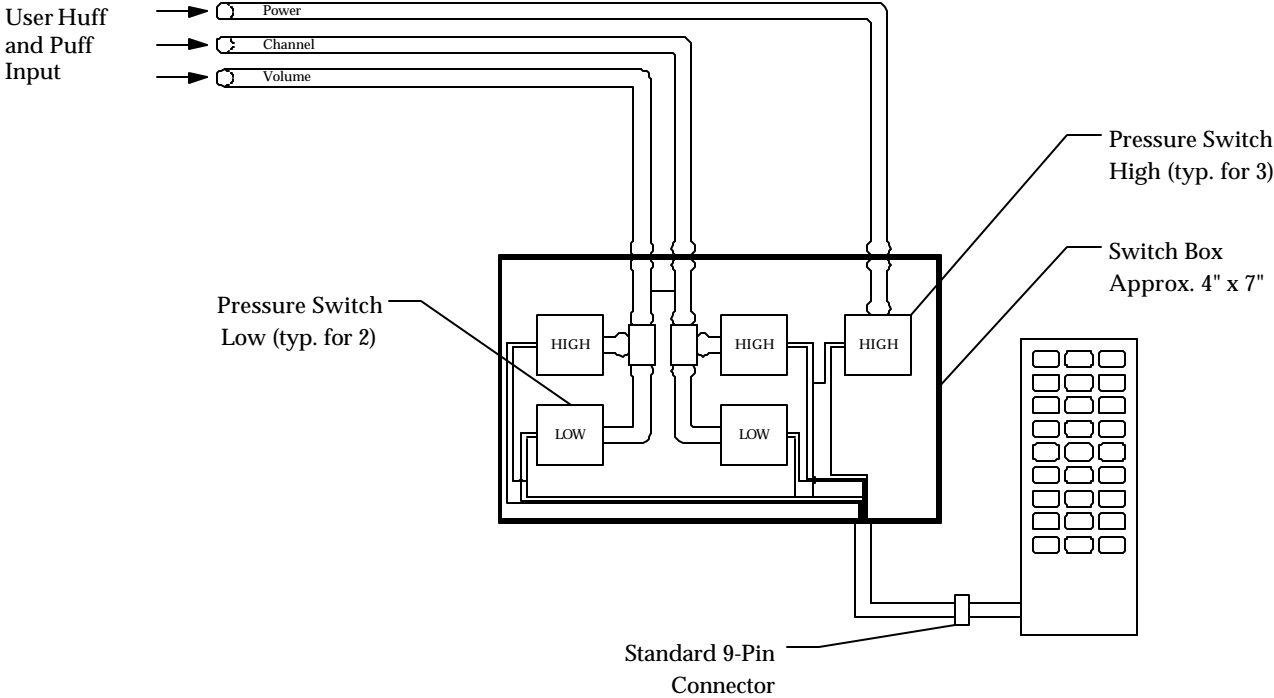 User Huff
and Puff
Input
Power
Channel
Volume
Pressure Switch
High (typ. for 3)
Switch Box
Approx. 4" x 7"
Pressure Switch
Low (typ. for 2)
HIGH
HIGH
HIGH
LOW
LOW
Standard 9-Pin
Connector